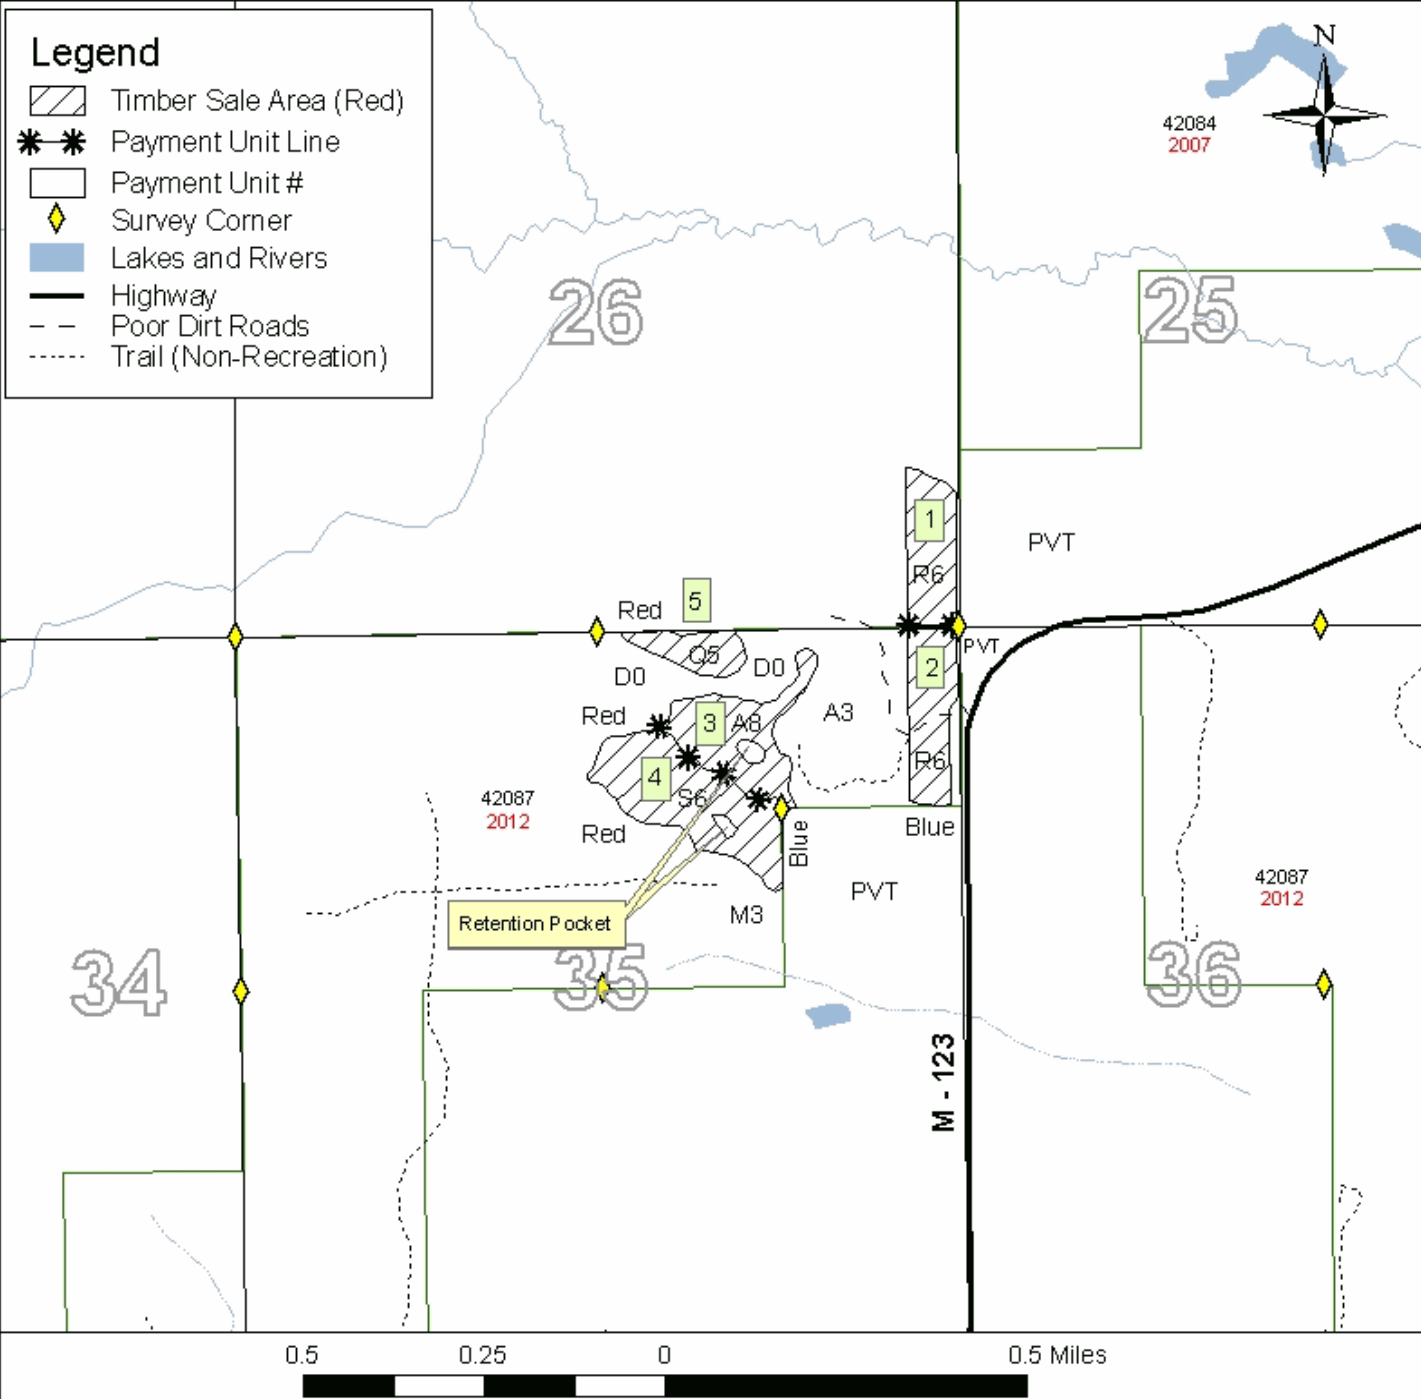 Legend
Timber Sale Area (Red)
Payment Unit Line
Payment Unit #
Survey Corner
Lakes and Rivers
Highway
Poor Dirt Roads
Trail (Non-Recreation)
N
42084
2007
26
25
1
PVT
R6
5
Red
PVT
Q5
D0
D0
2
Red
3
A8
A3
4
R6
S6
42087
2012
Red
Blue
Blue
42087
2012
PVT
M3
Retention Pocket
34
35
36
M - 123
0.5 0.25 0 0.5 Miles